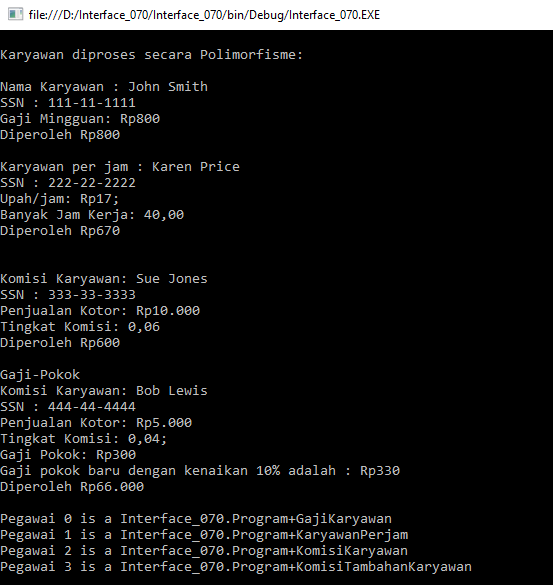 file:///D:/Interface_070/Interface_070/bin/Debug/Interface_070.EXE
Karyawan diproses secara Polimorfisme:
Nama Karyawan : John Smith
SSN : 111-11-1111
Gaji Mingguan: Rp800
Diperoleh Rp800
Karyawan per jam : Karen Price
SSN : 222-22-2222
Upah/jam: Rp17;
Banyak Jam Kerja: 40,00
Diperoleh Rp670
Komisi Karyawan: Sue Jones
SSN : 333-33-3333
Penjualan Kotor: Rp10.000
Tingkat Komisi: 0,06
Diperoleh Rp600
Gaji-Pokok
Komisi Karyawan: Bob Lewis
SSN : 444-44-4444
Penjualan Kotor: Rp5.000
Tingkat Komisi: 0,04;
Gaji Pokok: Rp300
Gaji pokok baru dengan kenaikan 10% adalah : Rp330
Diperoleh Rp66.000
Pegawai 0 is a Interface_070.Program+GajiKaryawan
Pegawai 1 is a Interface_070.Program+KaryawanPerjam
Pegawai 2 is a Interface_070.Program+KomisiKaryawan
Pegawai 3 is a Interface_070.Program+KomisiTambahanKaryawan